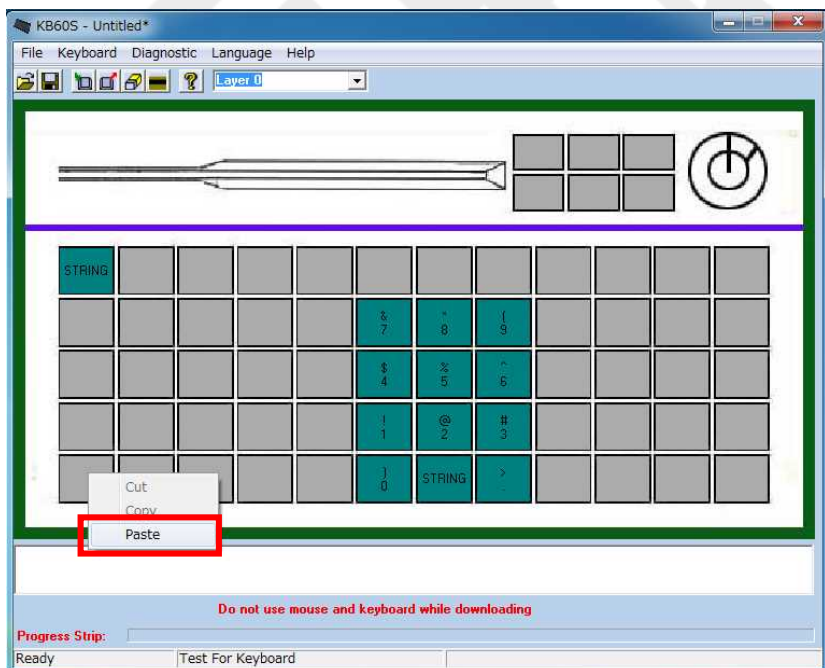 KB60S - Untitled*
File Keyboard Diagnostic Language Help
Layer 0
STRING
& * (
7 8 9
$ % ^
4 5 6
! @ #
1 2 3
) STRING >
0 .
Cut
Copy
Paste
Do not use mouse and keyboard while downloading
Progress Strip:
Ready Test For Keyboard